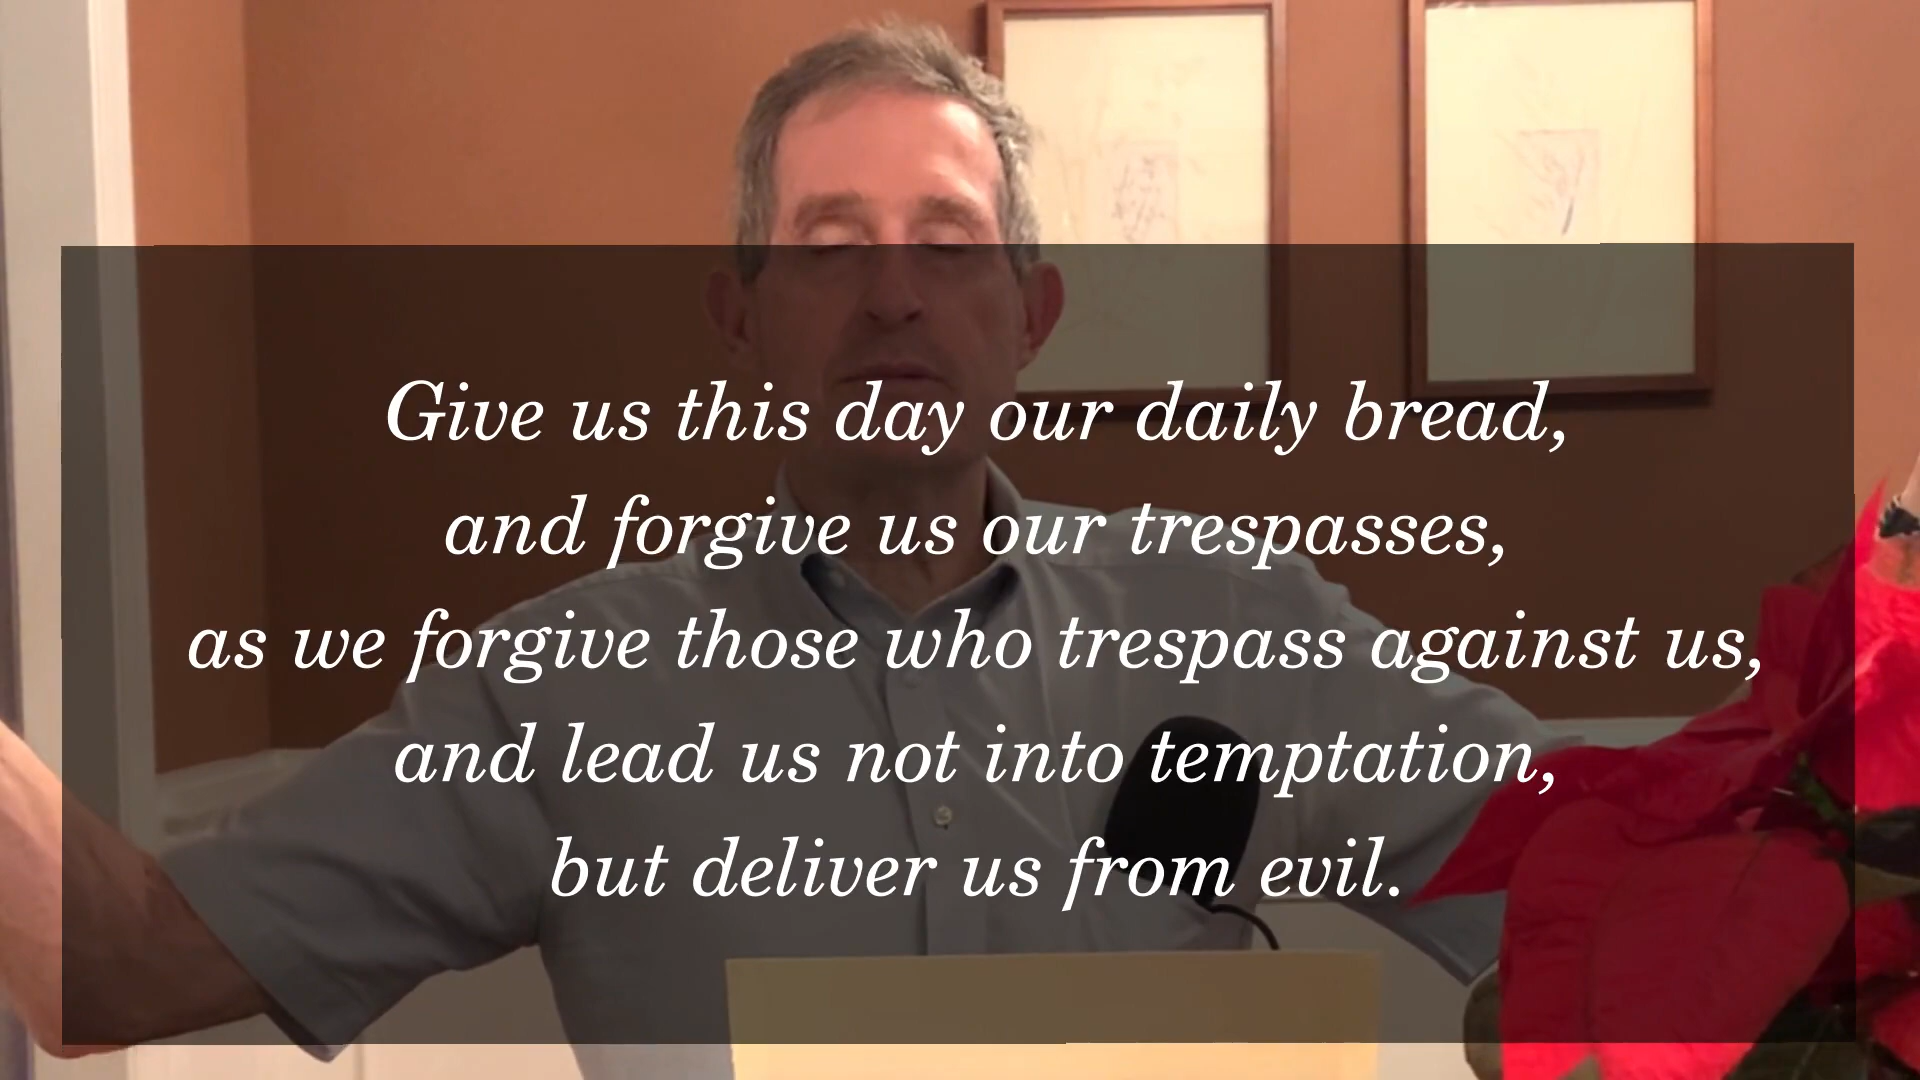 Give us this day our daily bread,
and forgive us our trespasses,
as we forgive those who trespass against us,
and lead us not into temptation,
but deliver us from evil.